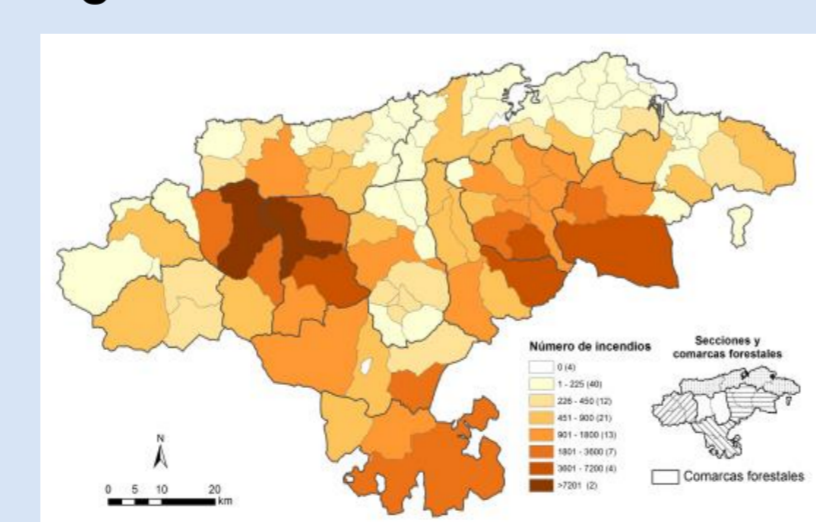 Número de incendios
0 (4)
1 - 225 (40)
226 - 450 (12)
451 - 900 (21)
901 - 1800 (13)
1801 - 3600 (7)
3601 - 7200 (4)
>7201 (2)
Secciones y
comarcas forestales
Comarcas forestales
N
0 5 10 20
km